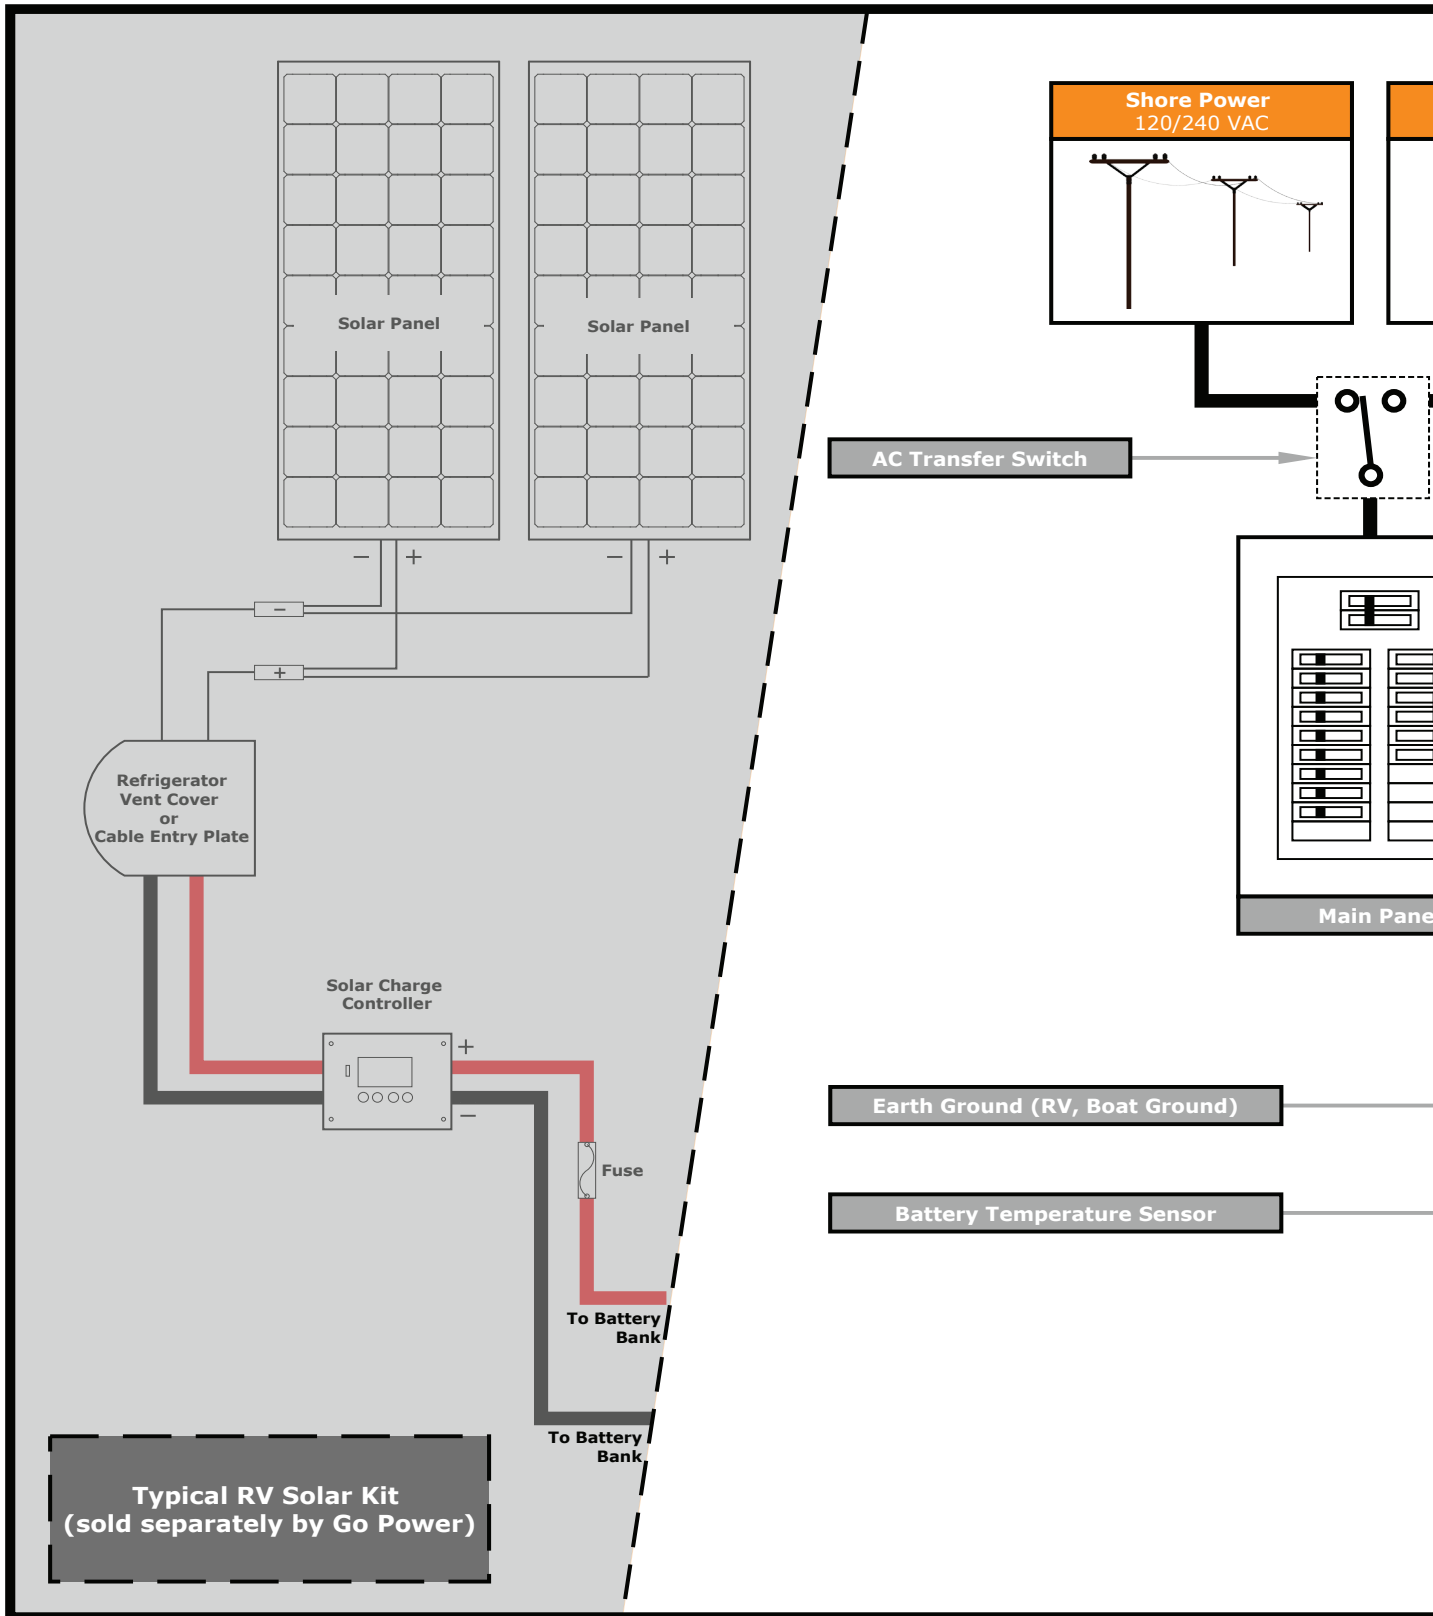 Shore Power
120/240 VAC
Solar Panel
Solar Panel
AC Transfer Switch
− +
− +
−
+
Refrigerator
Vent Cover
or
Cable Entry Plate
Main Pane
Solar Charge
Controller
+
−
Earth Ground (RV, Boat Ground)
Fuse
Battery Temperature Sensor
To Battery
Bank
To Battery
Bank
Typical RV Solar Kit
(sold separately by Go Power)